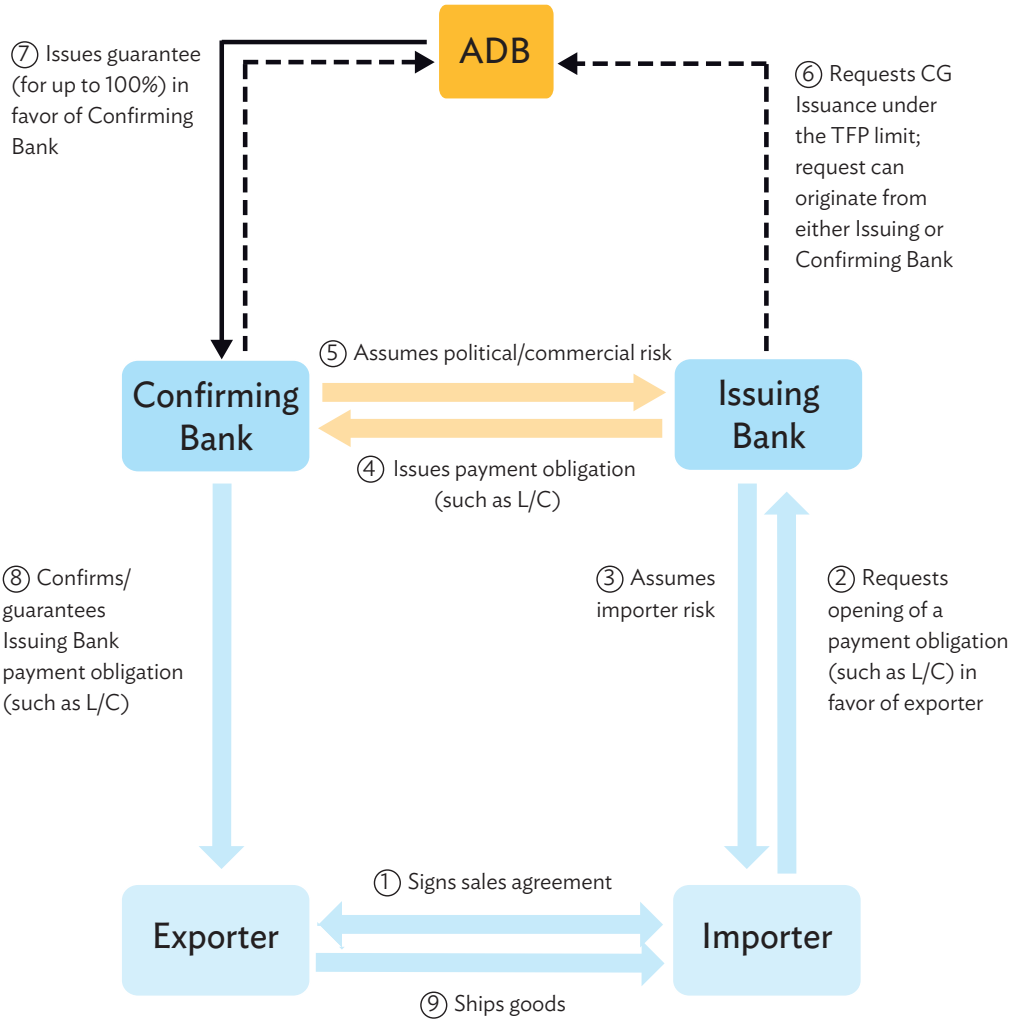 ADB
⑦ Issues guarantee
(for up to 100%) in
favor of Confirming
Bank
⑥ Requests CG
Issuance under
the TFP limit;
request can
originate from
either Issuing or
Confirming Bank
⑤ Assumes political/commercial risk
Confirming
Bank
Issuing
Bank
④ Issues payment obligation
(such as L/C)
⑧ Confirms/
guarantees
Issuing Bank
payment obligation
(such as L/C)
③ Assumes
importer risk
② Requests
opening of a
payment obligation
(such as L/C) in
favor of exporter
① Signs sales agreement
Exporter
Importer
⑨ Ships goods